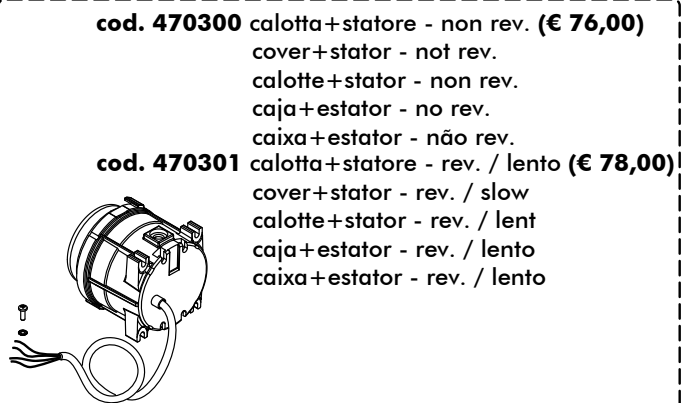 cod. 470300 calotta+statore - non rev. (€ 76,00)
cover+stator - not rev.
calotte+stator - non rev.
caja+estator - no rev.
caixa+estator - não rev.
cod. 470301 calotta+statore - rev. / lento (€ 78,00)
cover+stator - rev. / slow
calotte+stator - rev. / lent
caja+estator - rev. / lento
caixa+estator - rev. / lento